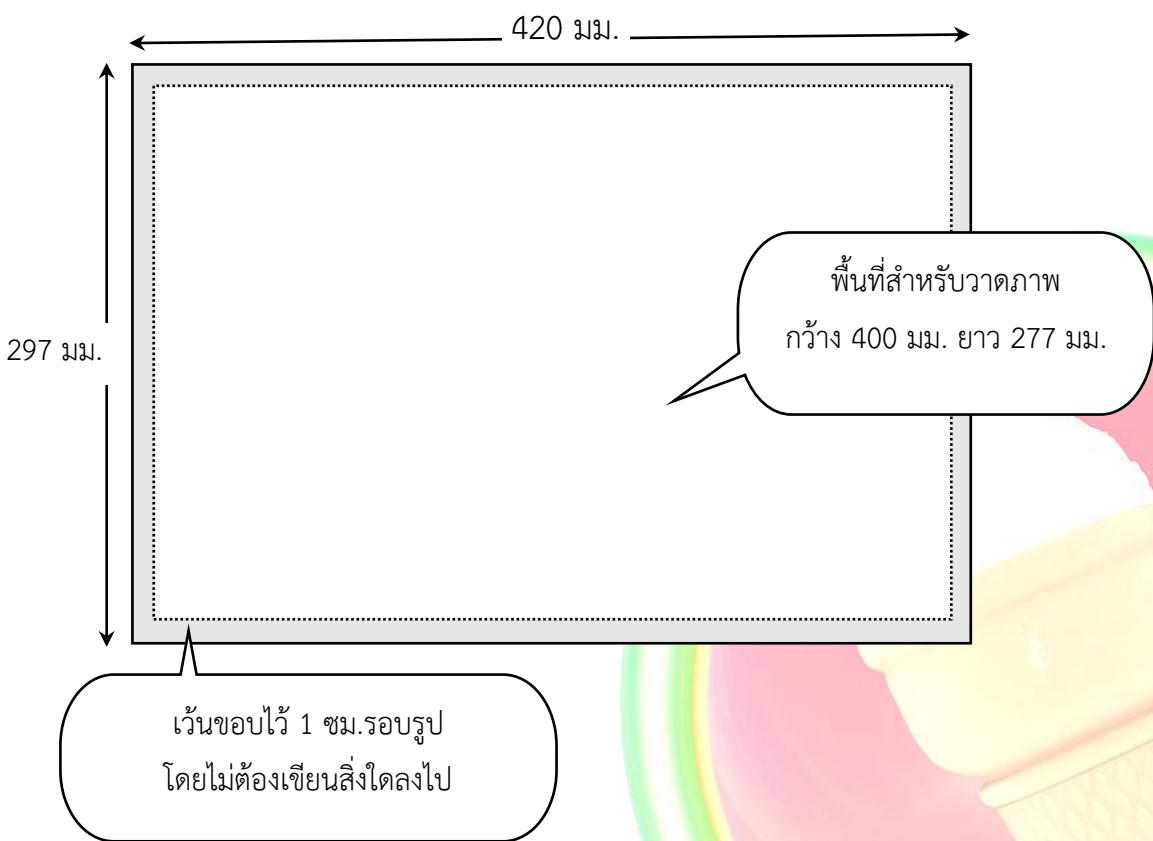 420 มม.
พื้นที่สำหรับวาดภาพ
กว้าง 400 มม. ยาว 277 มม.
297 มม.
เว้นขอบไว้ 1 ซม.รอบรูป
โดยไม่ต้องเขียนสิ่งใดลงไป